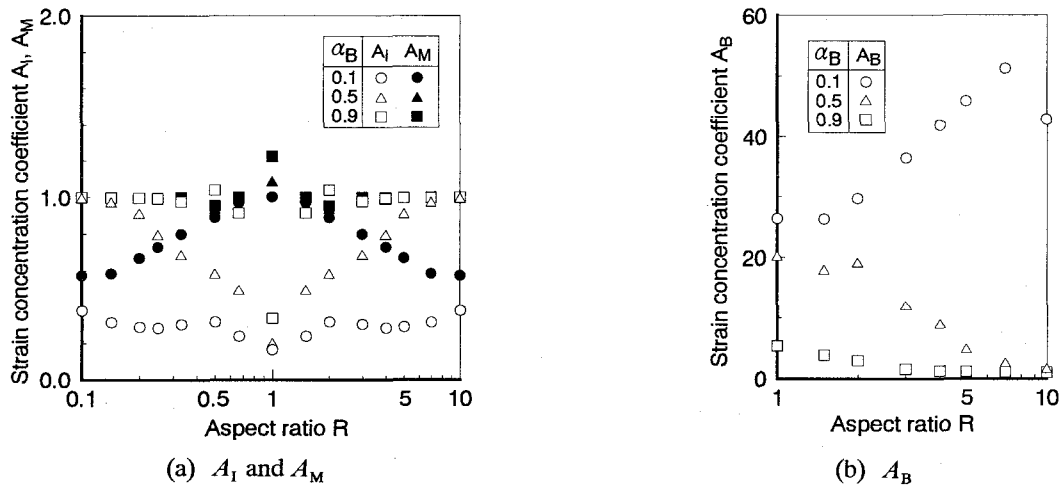 Strain concentration coefficient A_I, A_M
2.0
1.0
0.0
α_B A_I A_M
0.1 ○ ●
0.5 △ ▲
0.9 □ ■
0.1 0.5 1 5 10
Aspect ratio R
(a) A_I and A_M
Strain concentration coefficient A_B
60
40
20
0
α_B A_B
0.1 ○
0.5 △
0.9 □
1 5 10
Aspect ratio R
(b) A_B